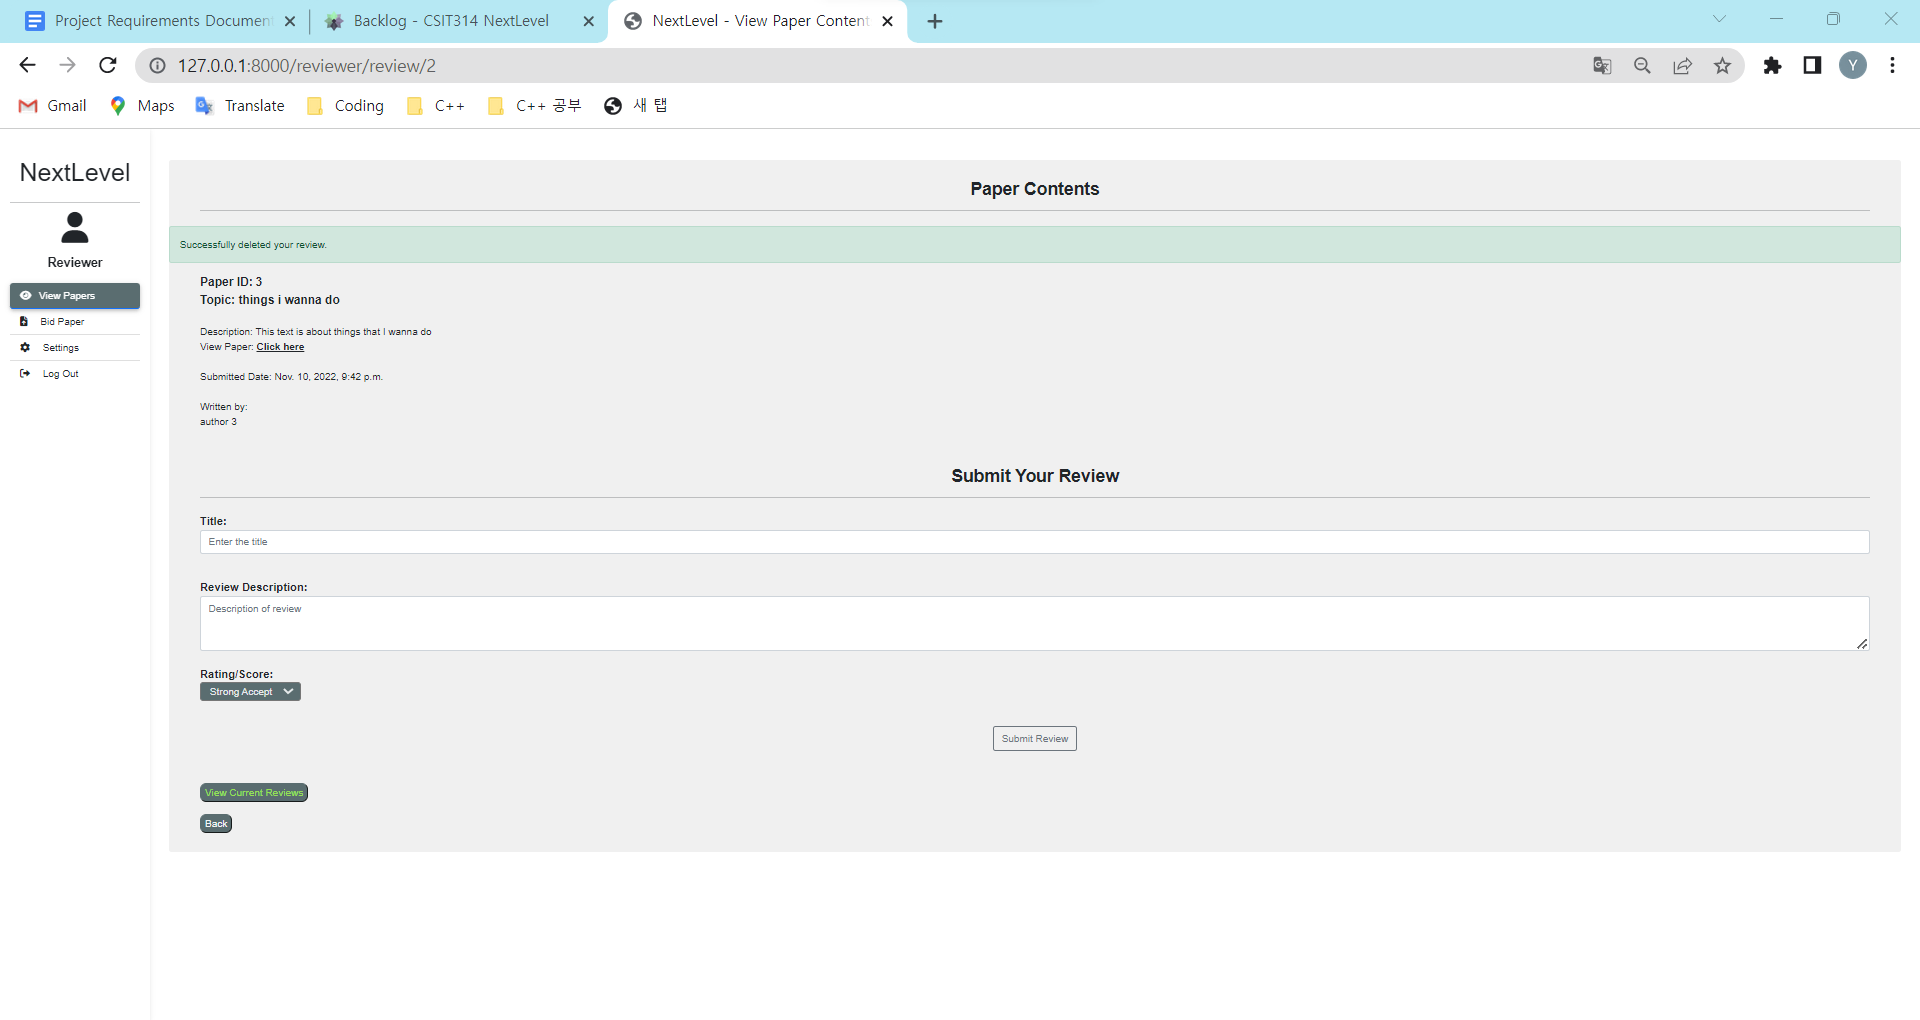 Project Requirements Document
Backlog - CSIT314 NextLevel
NextLevel - View Paper Content
127.0.0.1:8000/reviewer/review/2
Y
Gmail
Maps
Translate
Coding
C++
C++ 공부
새 탭
NextLevel
Reviewer
View Papers
Bid Paper
Settings
Log Out
Paper Contents
Successfully deleted your review.
Paper ID: 3
Topic: things i wanna do
Description: This text is about things that I wanna do
View Paper: Click here
Submitted Date: Nov. 10, 2022, 9:42 p.m.
Written by:
author 3
Submit Your Review
Title:
Enter the title
Review Description:
Description of review
Rating/Score:
Strong Accept
Submit Review
View Current Reviews
Back